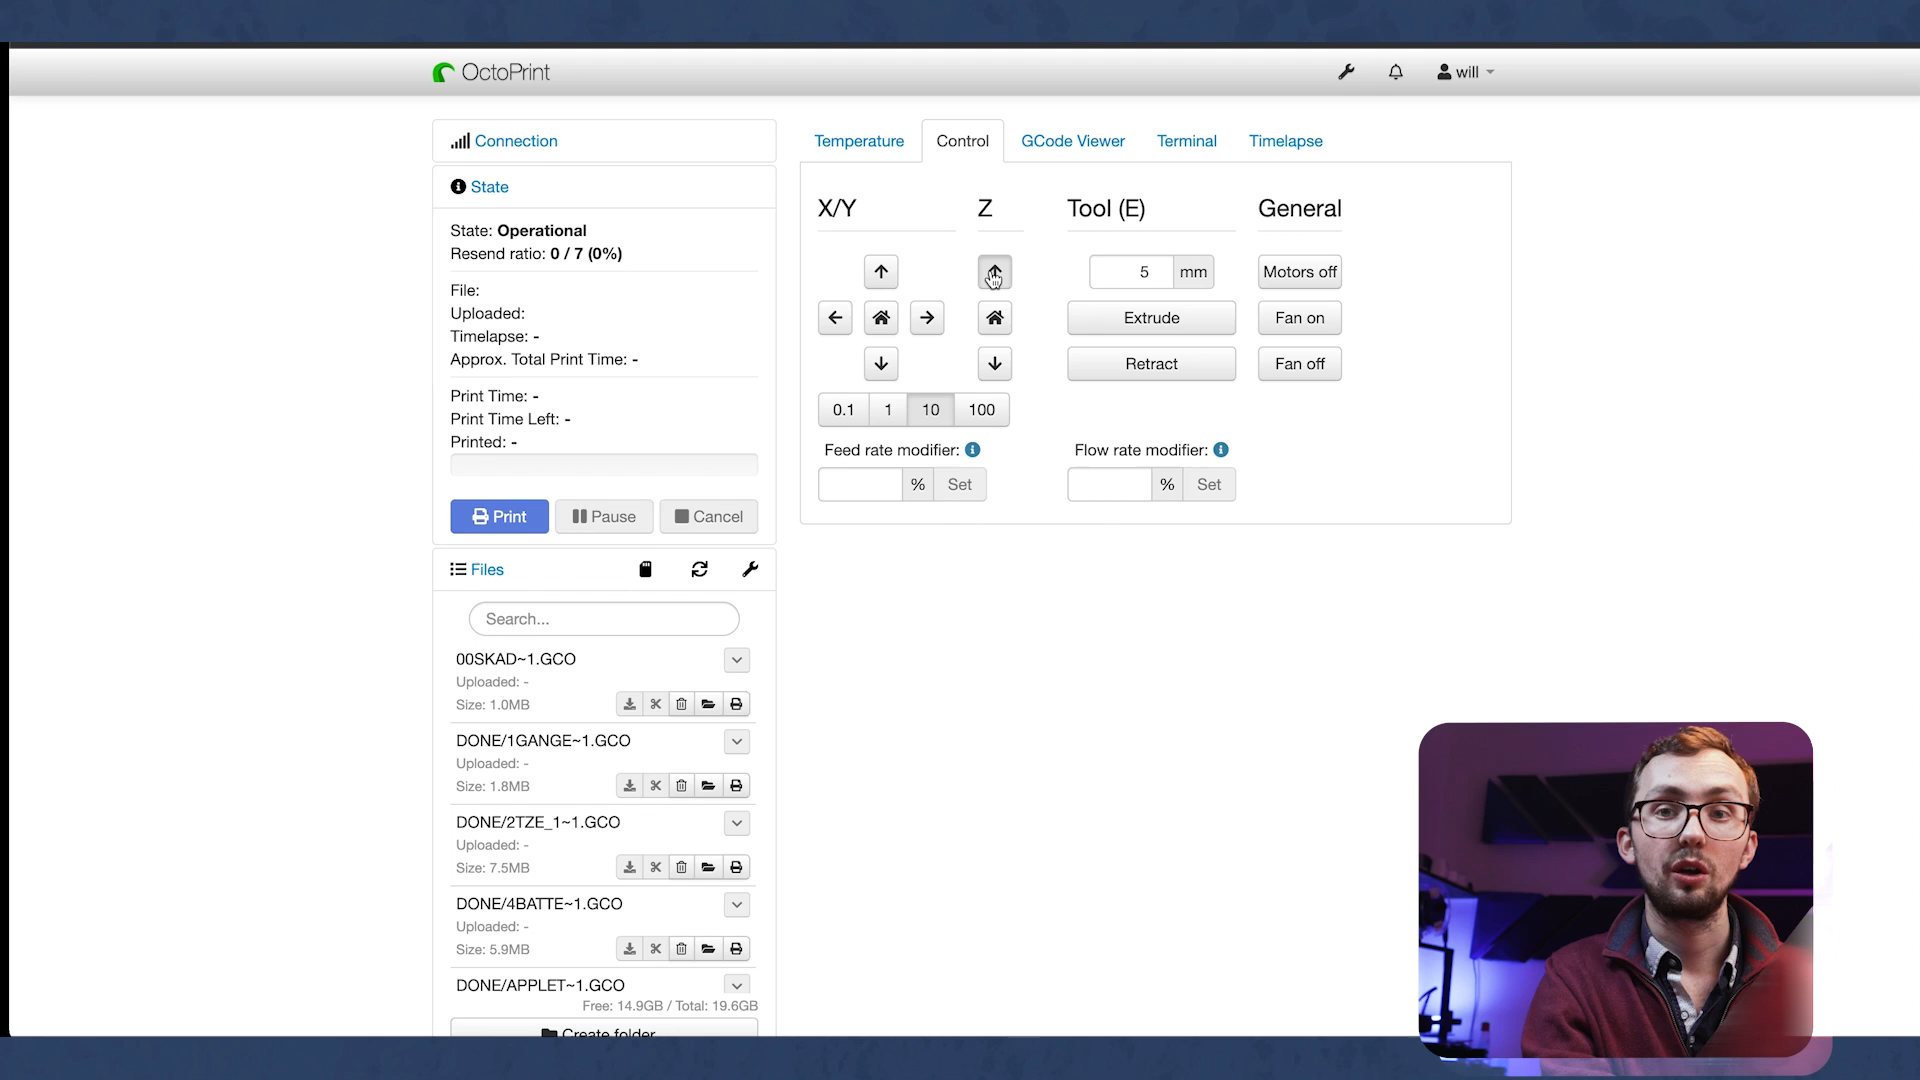 OctoPrint
will
Connection
State
State: Operational
Resend ratio: 0 / 7 (0%)
File:
Uploaded:
Timelapse: -
Approx. Total Print Time: -
Print Time: -
Print Time Left: -
Printed: -
Print
Pause
Cancel
Files
Search...
00SKAD~1.GCO
Uploaded: -
Size: 1.0MB
DONE/1GANGE~1.GCO
Uploaded: -
Size: 1.8MB
DONE/2TZE_1~1.GCO
Uploaded: -
Size: 7.5MB
DONE/4BATTE~1.GCO
Uploaded: -
Size: 5.9MB
DONE/APPLET~1.GCO
Free: 14.9GB / Total: 19.6GB
Create folder
Temperature
Control
GCode Viewer
Terminal
Timelapse
X/Y
Z
Tool (E)
General
5
mm
Motors off
Extrude
Fan on
Retract
Fan off
0.1
1
10
100
Feed rate modifier:
Flow rate modifier:
%
Set
%
Set